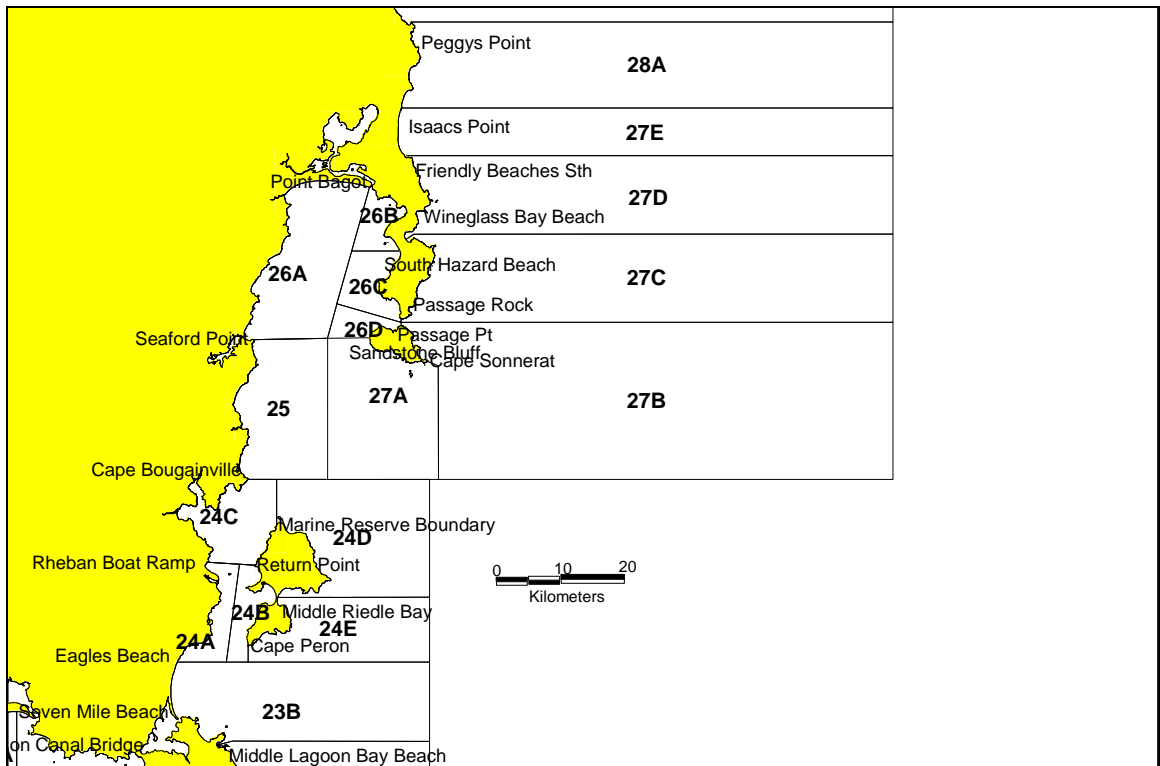 Peggys Point
28A
Isaacs Point
27E
Friendly Beaches Sth
Point Bagot
27D
26B
Wineglass Bay Beach
South Hazard Beach
26A
27C
26C
Passage Rock
26D
Passage Pt
Seaford Point
Sandstone Bluff
Cape Sonnerat
27A
27B
25
Cape Bougainville
24C
Marine Reserve Boundary
24D
Rheban Boat Ramp
Return Point
0 10 20
Kilometers
24B
Middle Riedle Bay
24E
24A
Cape Peron
Eagles Beach
Seven Mile Beach
23B
on Canal Bridge
Middle Lagoon Bay Beach